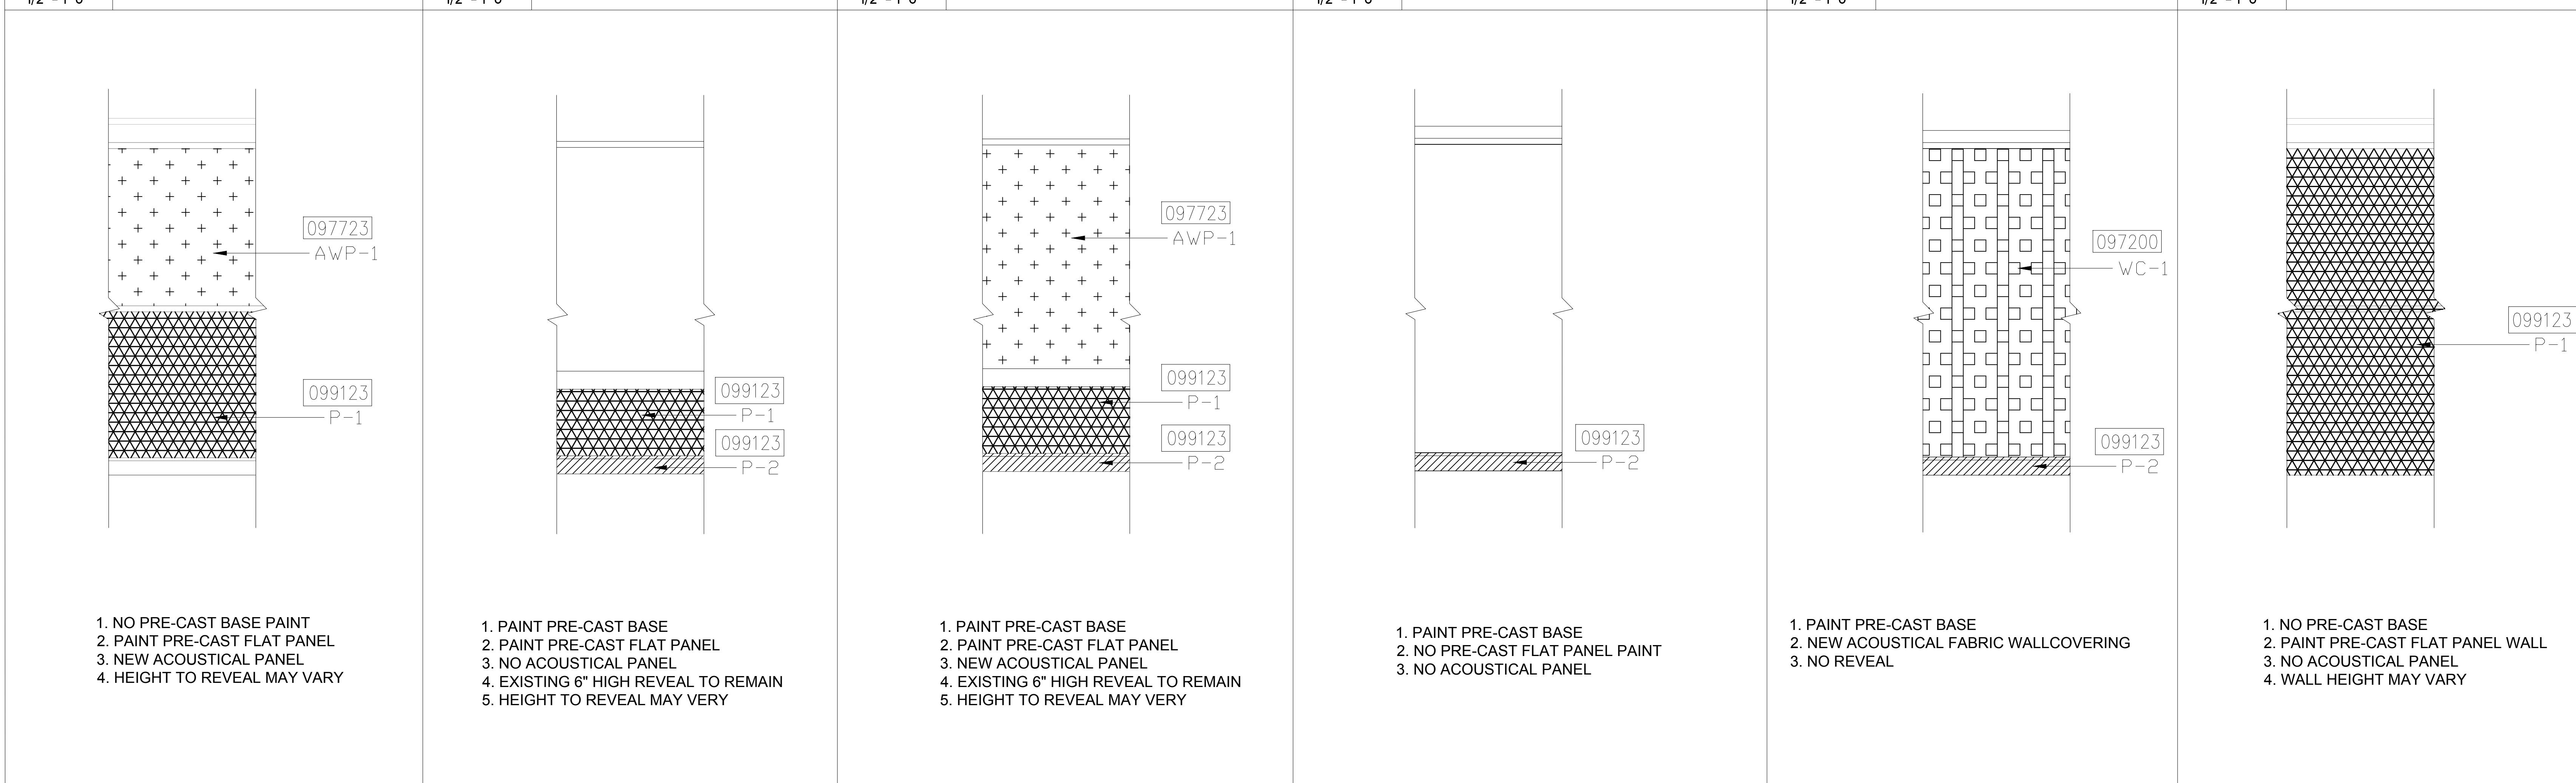 097723
AWP-1
099123
P-1
1. NO PRE-CAST BASE PAINT
2. PAINT PRE-CAST FLAT PANEL
3. NEW ACOUSTICAL PANEL
4. HEIGHT TO REVEAL MAY VARY
099123
P-1
099123
P-2
1. PAINT PRE-CAST BASE
2. PAINT PRE-CAST FLAT PANEL
3. NO ACOUSTICAL PANEL
4. EXISTING 6" HIGH REVEAL TO REMAIN
5. HEIGHT TO REVEAL MAY VERY
097723
AWP-1
099123
P-1
099123
P-2
1. PAINT PRE-CAST BASE
2. PAINT PRE-CAST FLAT PANEL
3. NEW ACOUSTICAL PANEL
4. EXISTING 6" HIGH REVEAL TO REMAIN
5. HEIGHT TO REVEAL MAY VERY
099123
P-2
1. PAINT PRE-CAST BASE
2. NO PRE-CAST FLAT PANEL PAINT
3. NO ACOUSTICAL PANEL
097200
WC-1
099123
P-2
1. PAINT PRE-CAST BASE
2. NEW ACOUSTICAL FABRIC WALLCOVERING
3. NO REVEAL
099123
P-1
1. NO PRE-CAST BASE
2. PAINT PRE-CAST FLAT PANEL WALL
3. NO ACOUSTICAL PANEL
4. WALL HEIGHT MAY VARY